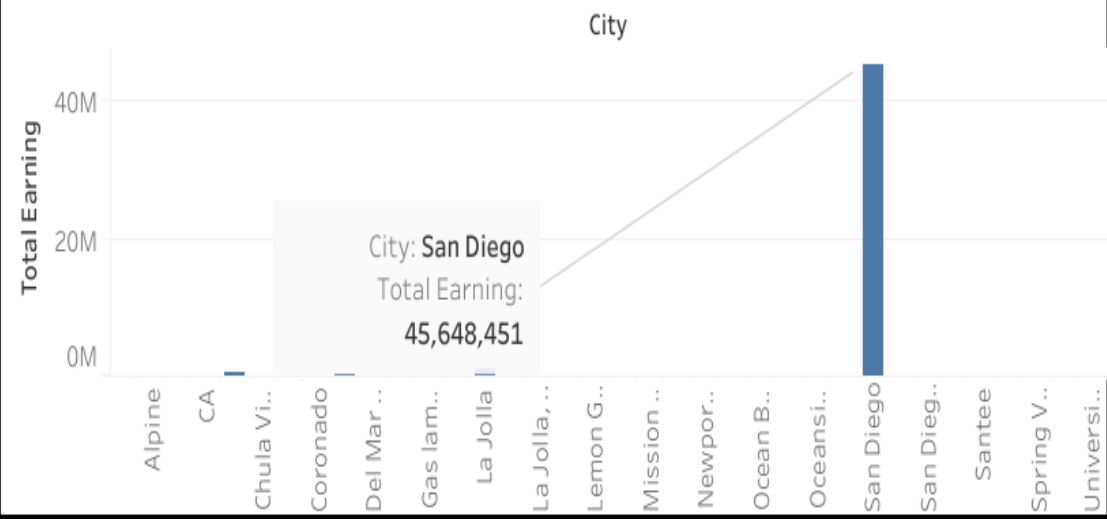 City
Total Earning
40M
20M
0M
City: San Diego
Total Earning:
45,648,451
Alpine
CA
Chula Vi..
Coronado
Del Mar ..
Gas lam..
La Jolla
La Jolla, ..
Lemon G..
Mission ..
Newpor..
Ocean B..
Oceansi..
San Diego
San Dieg..
Santee
Spring V..
Universi..